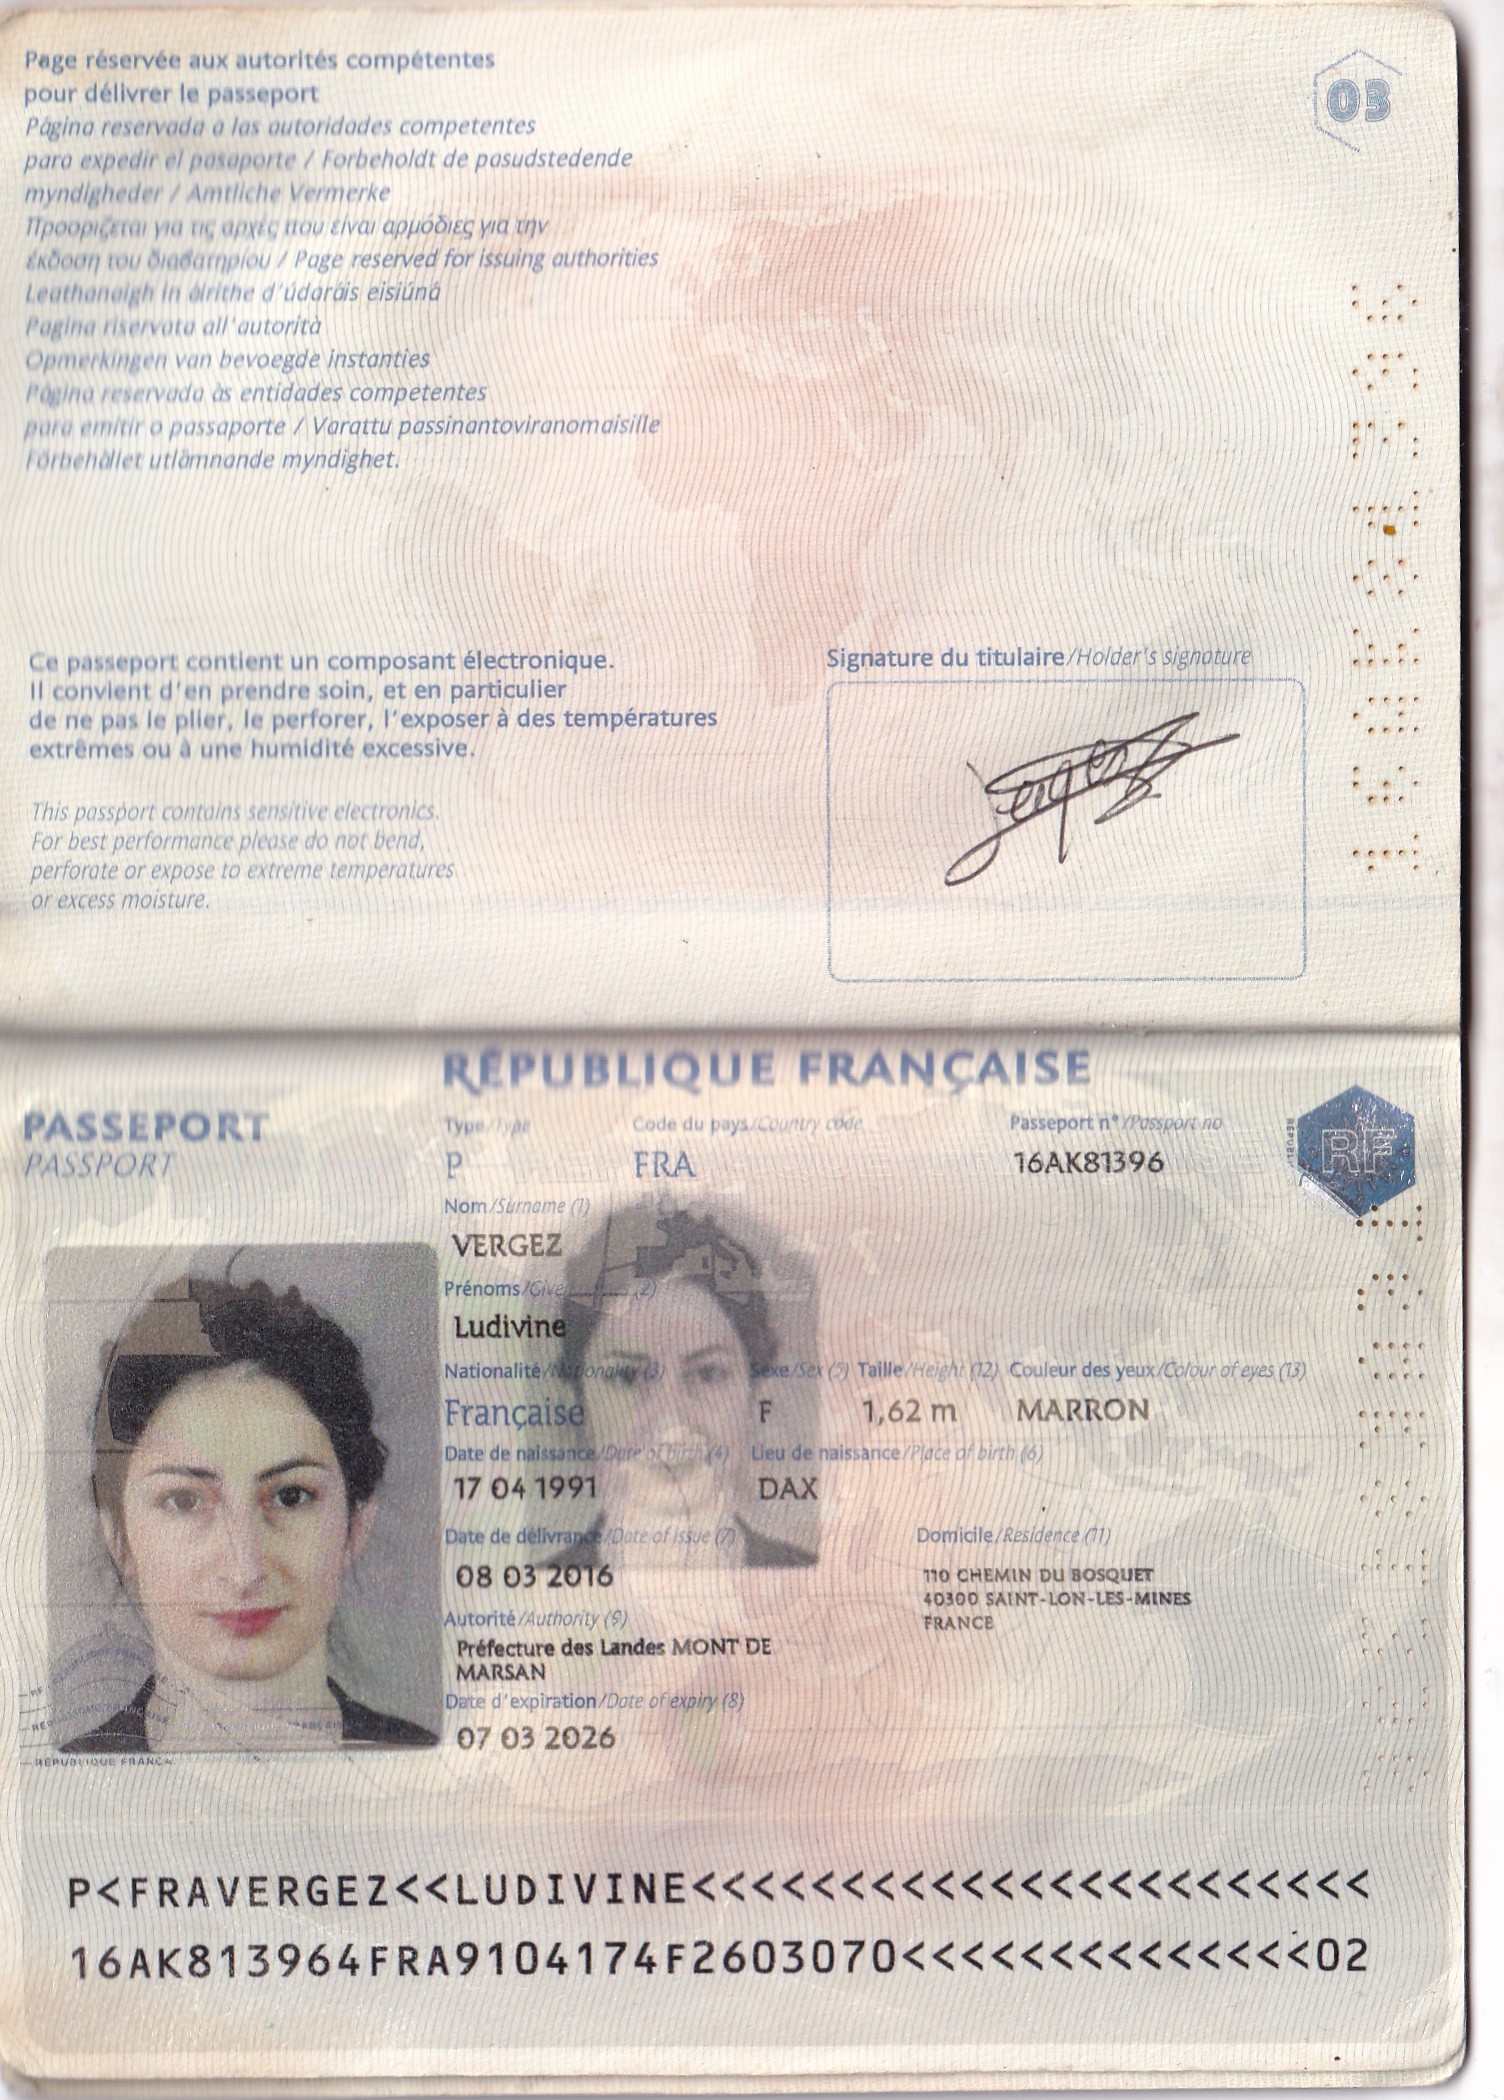 Page réservée aux autorités compétentes
pour délivrer le passeport
Página reservada a las autoridades competentes
para expedir el pasaporte / Forbeholdt de pasudstedende
myndigheder / Amtliche Vermerke
Προορίζεται για τις αρχές που είναι αρμόδιες για την
έκδοση του διαβατηρίου / Page reserved for issuing authorities
Leathanaigh in áirithe d'údaráis eisiúná
Pagina riservata all'autorità
Opmerkingen van bevoegde instanties
Página reservada às entidades competentes
para emitir o passaporte / Varattu passinantoviranomaisille
Förbehållet utlämnande myndighet.
03
Ce passeport contient un composant électronique.
Il convient d'en prendre soin, et en particulier
de ne pas le plier, le perforer, l'exposer à des températures
extrêmes ou à une humidité excessive.
This passport contains sensitive electronics.
For best performance please do not bend,
perforate or expose to extreme temperatures
or excess moisture.
Signature du titulaire/Holder's signature
RÉPUBLIQUE FRANÇAISE
PASSEPORT
PASSPORT
Type/Type Code du pays/Country code Passeport n°/Passport no
P FRA 16AK81396
RF
Nom/Surname (1)
VERGEZ
Prénoms/Give (2)
Ludivine
Nationalité/Nationality (3) Sexe/Sex (5) Taille/Height (12) Couleur des yeux/Colour of eyes (13)
Française F 1,62 m MARRON
Date de naissance/Date of birth (4) Lieu de naissance/Place of birth (6)
17 04 1991 DAX
Date de délivrance/Date of issue (7) Domicile/Residence (11)
08 03 2016
110 CHEMIN DU BOSQUET
40300 SAINT-LON-LES-MINES
FRANCE
Autorité/Authority (9)
Préfecture des Landes MONT DE
MARSAN
Date d'expiration/Date of expiry (8)
07 03 2026
P<FRAVERGEZ<<LUDIVINE<<<<<<<<<<<<<<<<<<<<<<<
16AK813964FRA9104174F2603070<<<<<<<<<<<<<<02